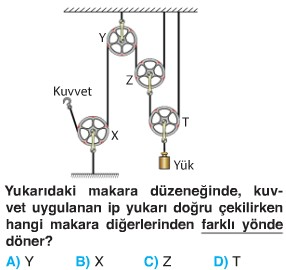 Y
Z
Kuvvet
X
T
Yük
Yukarıdaki makara düzeneğinde, kuv-
vet uygulanan ip yukarı doğru çekilirken
hangi makara diğerlerinden farklı yönde
döner?
A) Y B) X C) Z D) T